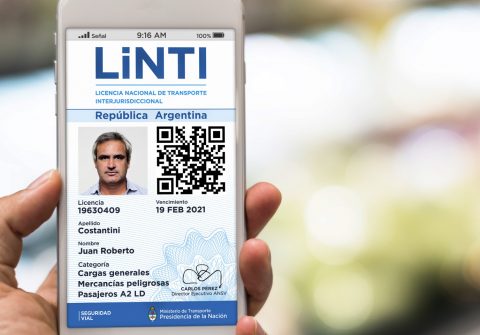 Señal 9:16 AM 100%
LiNTI
LICENCIA NACIONAL DE TRANSPORTE
INTERJURISDICCIONAL
República Argentina
Licencia
19630409
Vencimiento
19 FEB 2021
Apellido
Costantini
Nombre
Juan Roberto
Categoría
Cargas generales
Mercancías peligrosas
Pasajeros A2 LD
CARLOS PÉREZ
Director Ejecutivo ANSV
SEGURIDAD
VIAL
Ministerio de Transporte
Presidencia de la Nación